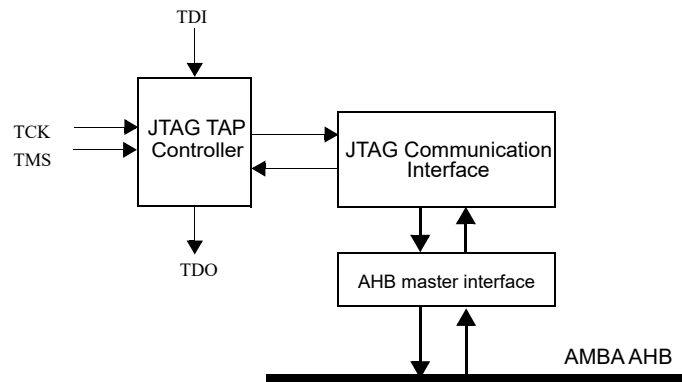 TDI
TCK
TMS
JTAG TAP
Controller
JTAG Communication
Interface
TDO
AHB master interface
AMBA AHB